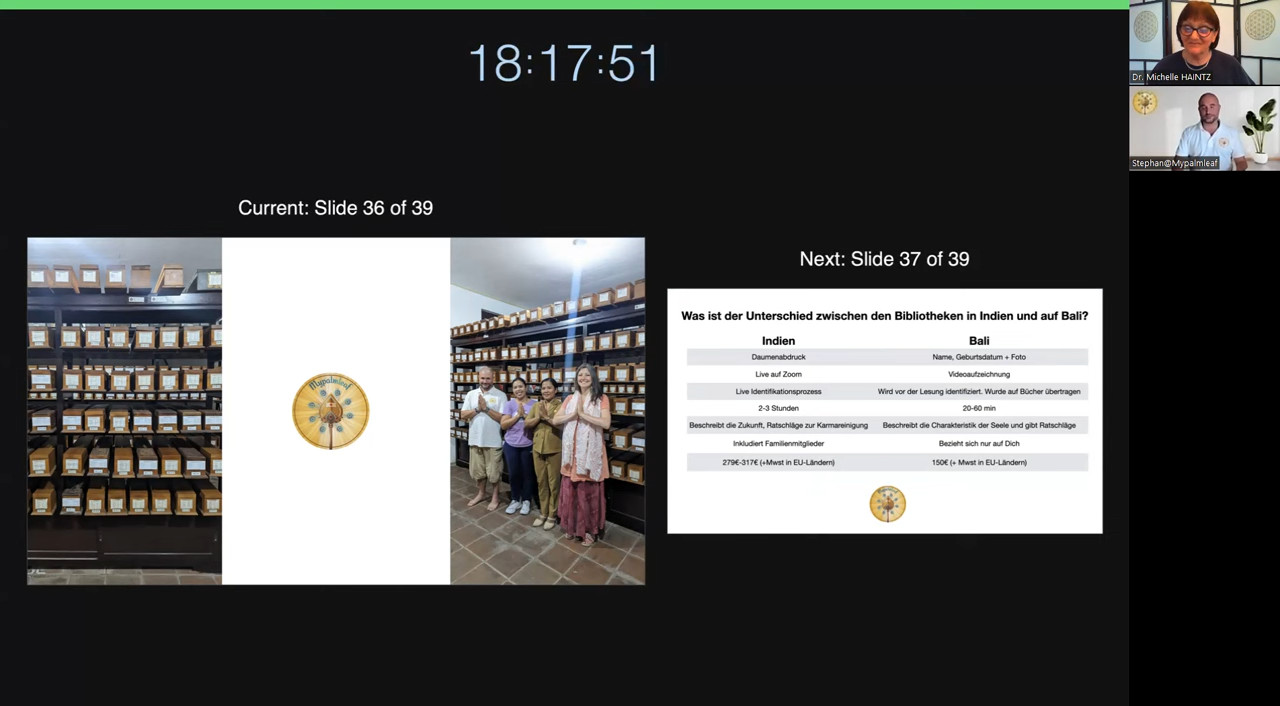 18:17:51
Dr. Michelle HAINTZ
Stephan@Mypalmleaf
Current: Slide 36 of 39
Next: Slide 37 of 39
Mypalmleaf
Was ist der Unterschied zwischen den Bibliotheken in Indien und auf Bali?
Indien Bali
Daumenabdruck Name, Geburtsdatum + Foto
Live auf Zoom Videoaufzeichnung
Live Identifikationsprozess Wird vor der Lesung identifiziert. Wurde auf Bücher übertragen
2-3 Stunden 20-60 min
Beschreibt die Zukunft, Ratschläge zur Karmareinigung Beschreibt die Charakteristik der Seele und gibt Ratschläge
Inkludiert Familienmitglieder Bezieht sich nur auf Dich
279€-317€ (+Mwst in EU-Ländern) 150€ (+ Mwst in EU-Ländern)